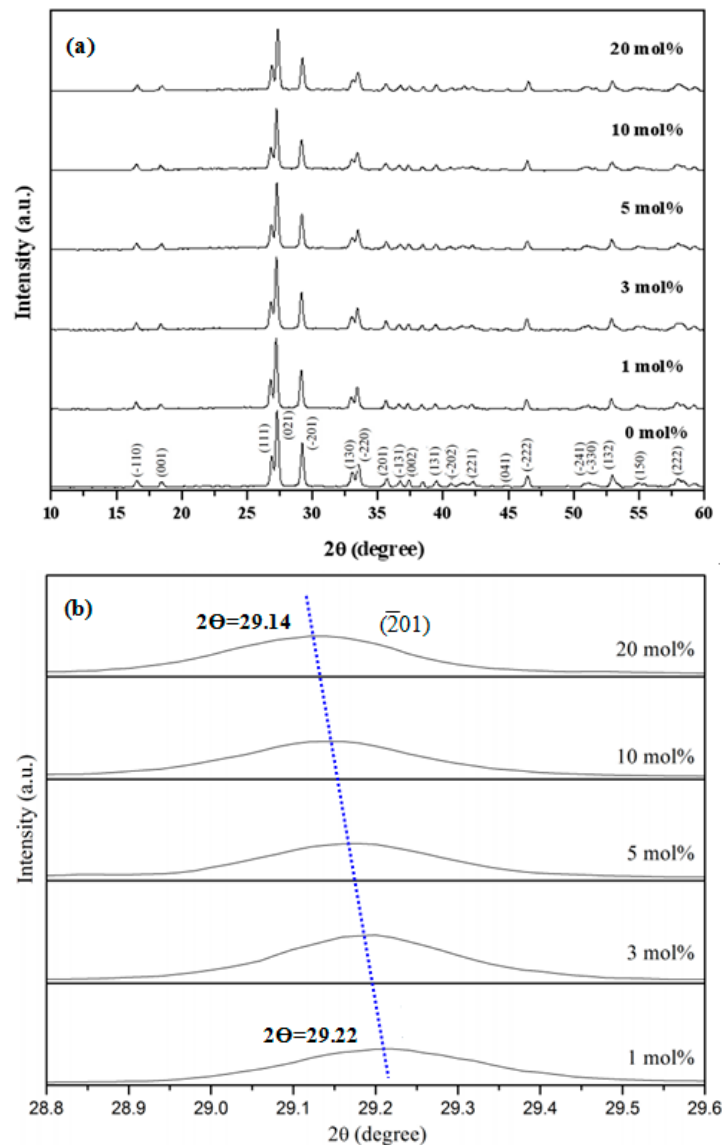 (a)
20 mol%
10 mol%
5 mol%
3 mol%
1 mol%
0 mol%
Intensity (a.u.)
(-110)
(001)
(111)
(021)
(-201)
(130)
(-220)
(201)
(-131)
(002)
(131)
(-202)
(221)
(041)
(-222)
(-241)
(-330)
(132)
(150)
(222)
10 15 20 25 30 35 40 45 50 55 60
2θ (degree)
(b)
2Θ=29.14
(2̅01)
20 mol%
10 mol%
5 mol%
3 mol%
2Θ=29.22
1 mol%
Intensity (a.u.)
28.8 28.9 29.0 29.1 29.2 29.3 29.4 29.5 29.6
2θ (degree)